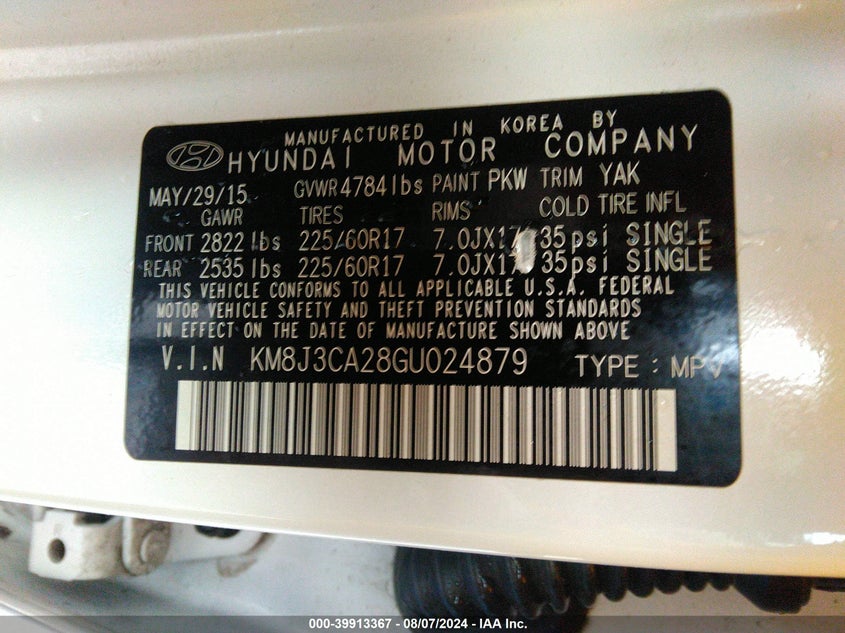 MANUFACTURED IN KOREA BY
HYUNDAI MOTOR COMPANY
MAY/29/15 GVWR 4784lbs PAINT PKW TRIM YAK
GAWR TIRES RIMS COLD TIRE INFL
FRONT 2822 lbs 225/60R17 7.0JX17 35psi SINGLE
REAR 2535 lbs 225/60R17 7.0JX17 35psi SINGLE
THIS VEHICLE CONFORMS TO ALL APPLICABLE U.S.A. FEDERAL
MOTOR VEHICLE SAFETY AND THEFT PREVENTION STANDARDS
IN EFFECT ON THE DATE OF MANUFACTURE SHOWN ABOVE
V.I.N KM8J3CA28GU024879 TYPE : MPV
000-39913367 - 08/07/2024 - IAA Inc.